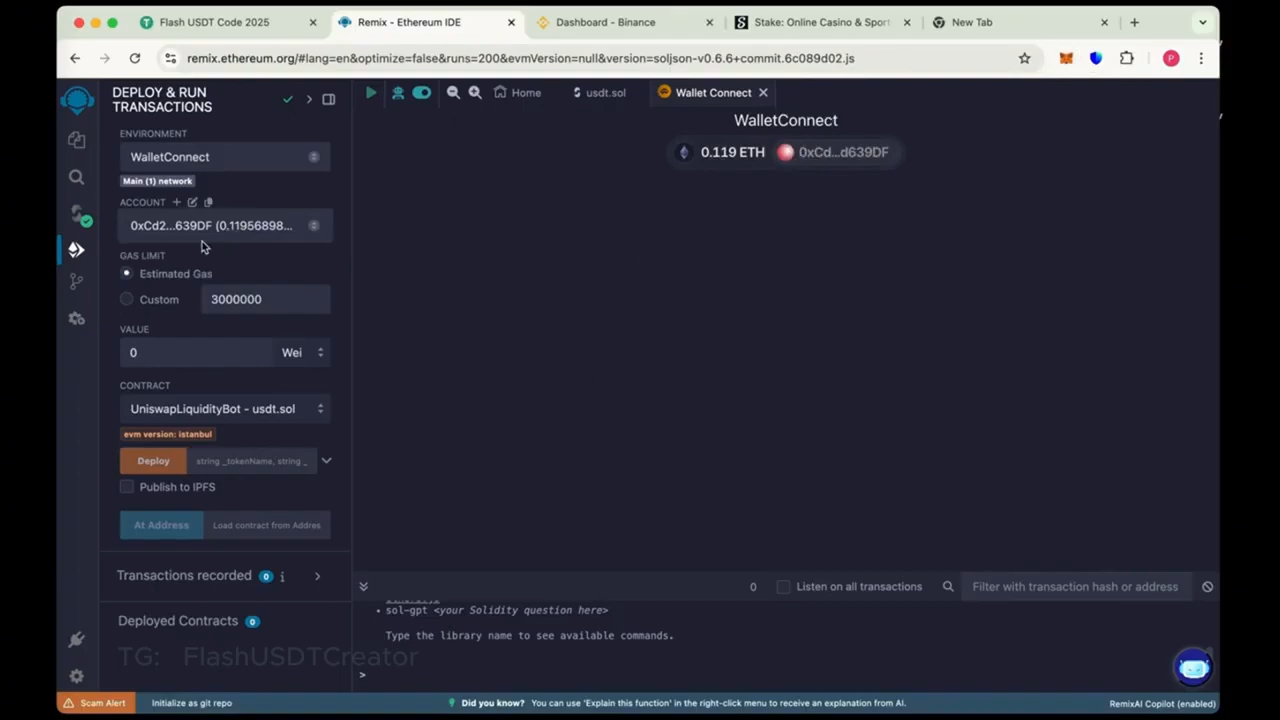 Flash USDT Code 2025
Remix - Ethereum IDE
Dashboard - Binance
Stake: Online Casino & Sport
New Tab
remix.ethereum.org/#lang=en&optimize=false&runs=200&evmVersion=null&version=soljson-v0.6.6+commit.6c089d02.js
P
DEPLOY & RUN
TRANSACTIONS
Home
usdt.sol
Wallet Connect
WalletConnect
0.119 ETH
0xCd...d639DF
ENVIRONMENT
WalletConnect
Main (1) network
ACCOUNT
0xCd2...639DF (0.11956898...
GAS LIMIT
Estimated Gas
Custom
3000000
VALUE
0
Wei
CONTRACT
UniswapLiquidityBot - usdt.sol
evm version: istanbul
Deploy
string _tokenName, string _
Publish to IPFS
At Address
Load contract from Addres
Transactions recorded 0 i
Deployed Contracts 0
0
Listen on all transactions
Filter with transaction hash or address
• sol-gpt <your Solidity question here>
Type the library name to see available commands.
>
TG: FlashUSDTCreator
Scam Alert
Initialize as git repo
Did you know? You can use 'Explain this function' in the right-click menu to receive an explanation from AI.
RemixAI Copilot (enabled)